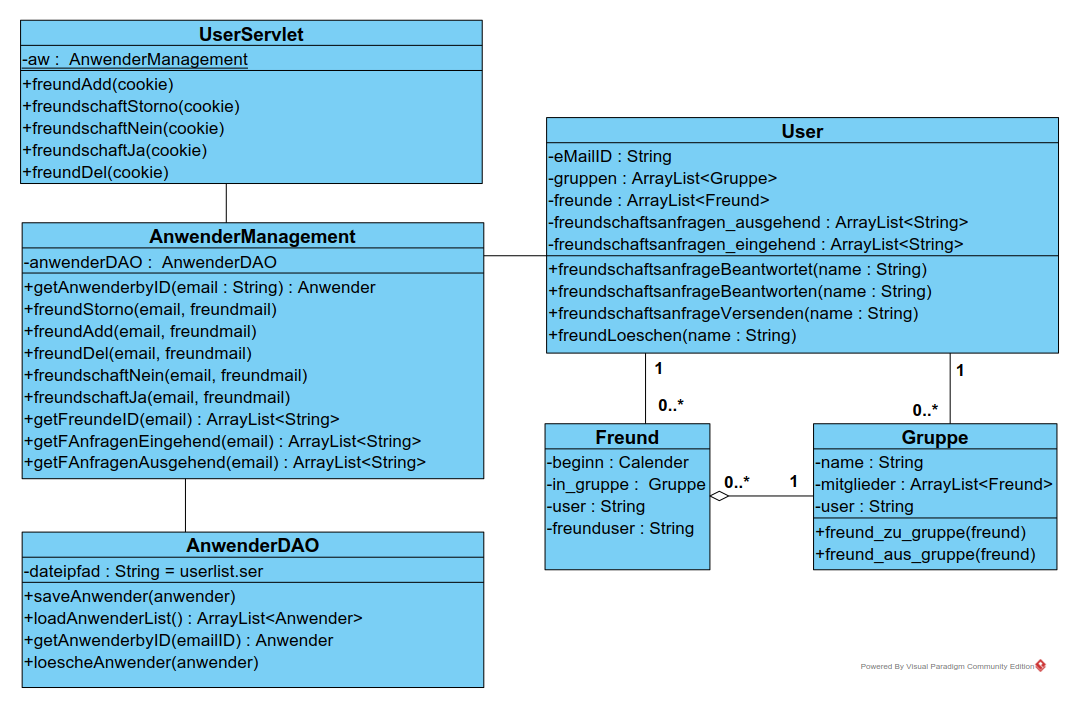 UserServlet
-aw :  AnwenderManagement
+freundAdd(cookie)
+freundschaftStorno(cookie)
+freundschaftNein(cookie)
+freundschaftJa(cookie)
+freundDel(cookie)
AnwenderManagement
-anwenderDAO :  AnwenderDAO
+getAnwenderbyID(email : String) : Anwender
+freundStorno(email, freundmail)
+freundAdd(email, freundmail)
+freundDel(email, freundmail)
+freundschaftNein(email, freundmail)
+freundschaftJa(email, freundmail)
+getFreundeID(email) : ArrayList<String>
+getFAnfragenEingehend(email) : ArrayList<String>
+getFAnfragenAusgehend(email) : ArrayList<String>
AnwenderDAO
-dateipfad : String = userlist.ser
+saveAnwender(anwender)
+loadAnwenderList() : ArrayList<Anwender>
+getAnwenderbyID(emailID) : Anwender
+loescheAnwender(anwender)
User
-eMailID : String
-gruppen : ArrayList<Gruppe>
-freunde : ArrayList<Freund>
-freundschaftsanfragen_ausgehend : ArrayList<String>
-freundschaftsanfragen_eingehend : ArrayList<String>
+freundschaftsanfrageBeantwortet(name : String)
+freundschaftsanfrageBeantworten(name : String)
+freundschaftsanfrageVersenden(name : String)
+freundLoeschen(name : String)
1
0..*
1
0..*
Freund
-beginn : Calender
-in_gruppe :  Gruppe
-user : String
-freunduser : String
0..*
1
Gruppe
-name : String
-mitglieder : ArrayList<Freund>
-user : String
+freund_zu_gruppe(freund)
+freund_aus_gruppe(freund)
Powered By Visual Paradigm Community Edition